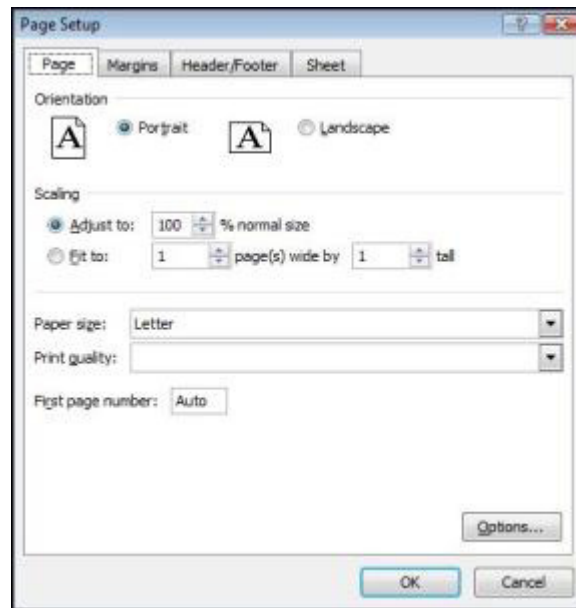 Page Setup
Page Margins Header/Footer Sheet
Orientation
A Portrait A Landscape
Scaling
Adjust to: 100 % normal size
Fit to: 1 page(s) wide by 1 tall
Paper size: Letter
Print quality:
First page number: Auto
Options...
OK Cancel